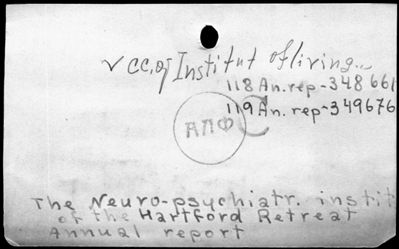 v cc. of Institut of living..
118 An. rep - 348 661
119 An. rep - 349676
АПФ С
The Neuro-psychiatr. instit
of the Hartford Retreat
Annual report